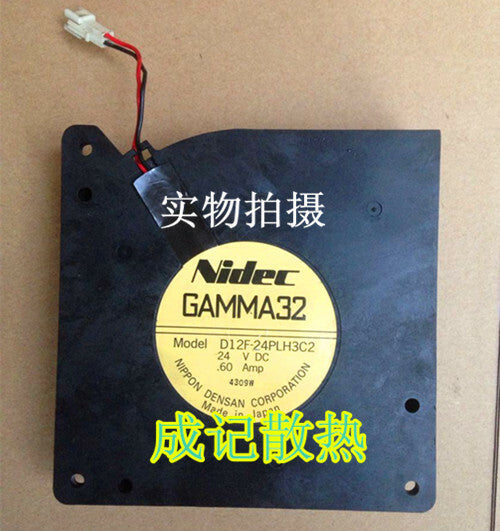 实物拍摄
Nidec
GAMMA32
Model D12F-24PLH3C2
24 V DC
.60 Amp
4309W
NIPPON DENSAN CORPORATION
Made in Japan
成记散热